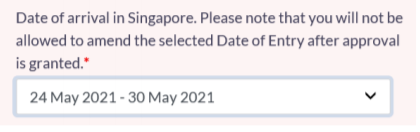 Date of arrival in Singapore. Please note that you will not be
allowed to amend the selected Date of Entry after approval
is granted.*
24 May 2021 - 30 May 2021